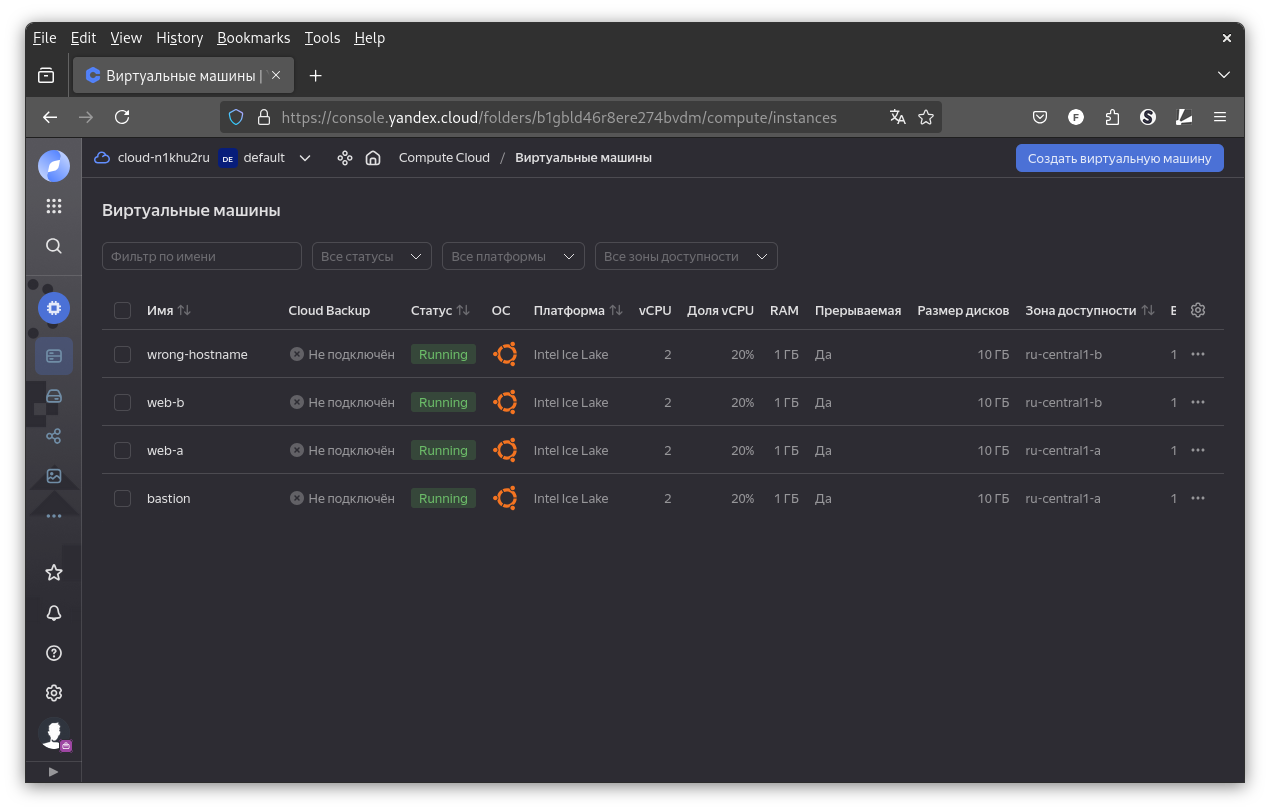 File Edit View History Bookmarks Tools Help
Виртуальные машины |
https://console.yandex.cloud/folders/b1gbld46r8ere274bvdm/compute/instances
cloud-n1khu2ru DE default Compute Cloud / Виртуальные машины Создать виртуальную машину
Виртуальные машины
Фильтр по имени Все статусы Все платформы Все зоны доступности
Имя Cloud Backup Статус ОС Платформа vCPU Доля vCPU RAM Прерываемая Размер дисков Зона доступности
wrong-hostname Не подключён Running Intel Ice Lake 2 20% 1 ГБ Да 10 ГБ ru-central1-b 1
web-b Не подключён Running Intel Ice Lake 2 20% 1 ГБ Да 10 ГБ ru-central1-b 1
web-a Не подключён Running Intel Ice Lake 2 20% 1 ГБ Да 10 ГБ ru-central1-a 1
bastion Не подключён Running Intel Ice Lake 2 20% 1 ГБ Да 10 ГБ ru-central1-a 1